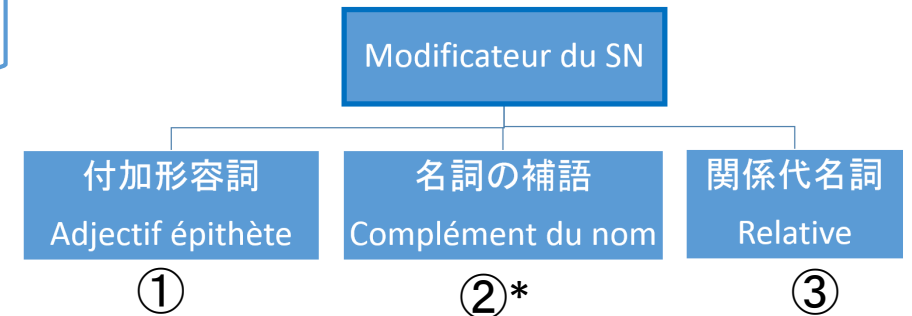 Modificateur du SN
付加形容詞
Adjectif épithète
名詞の補語
Complément du nom
関係代名詞
Relative
①
②*
③